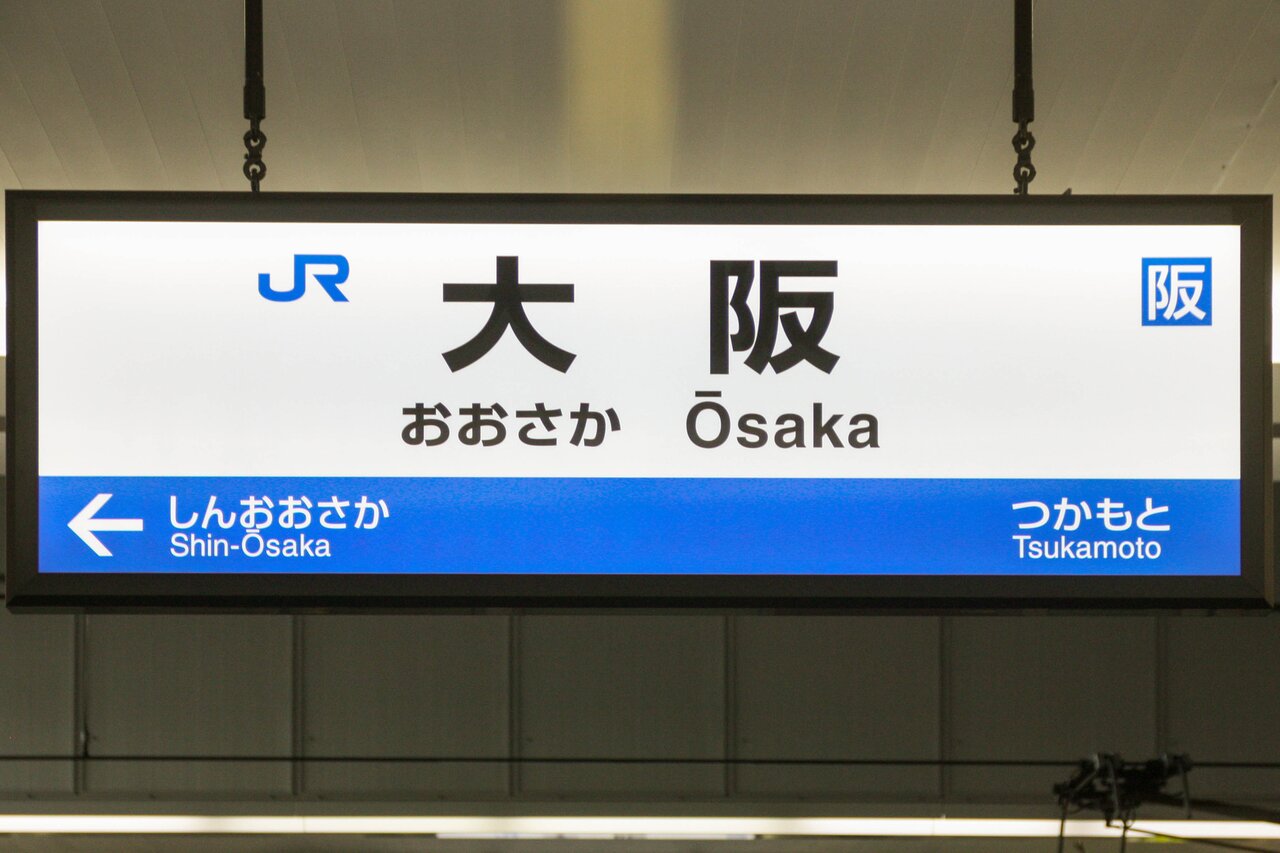 JR 大阪 阪
おおさか Ōsaka
← しんおおさか つかもと
Shin-Ōsaka Tsukamoto